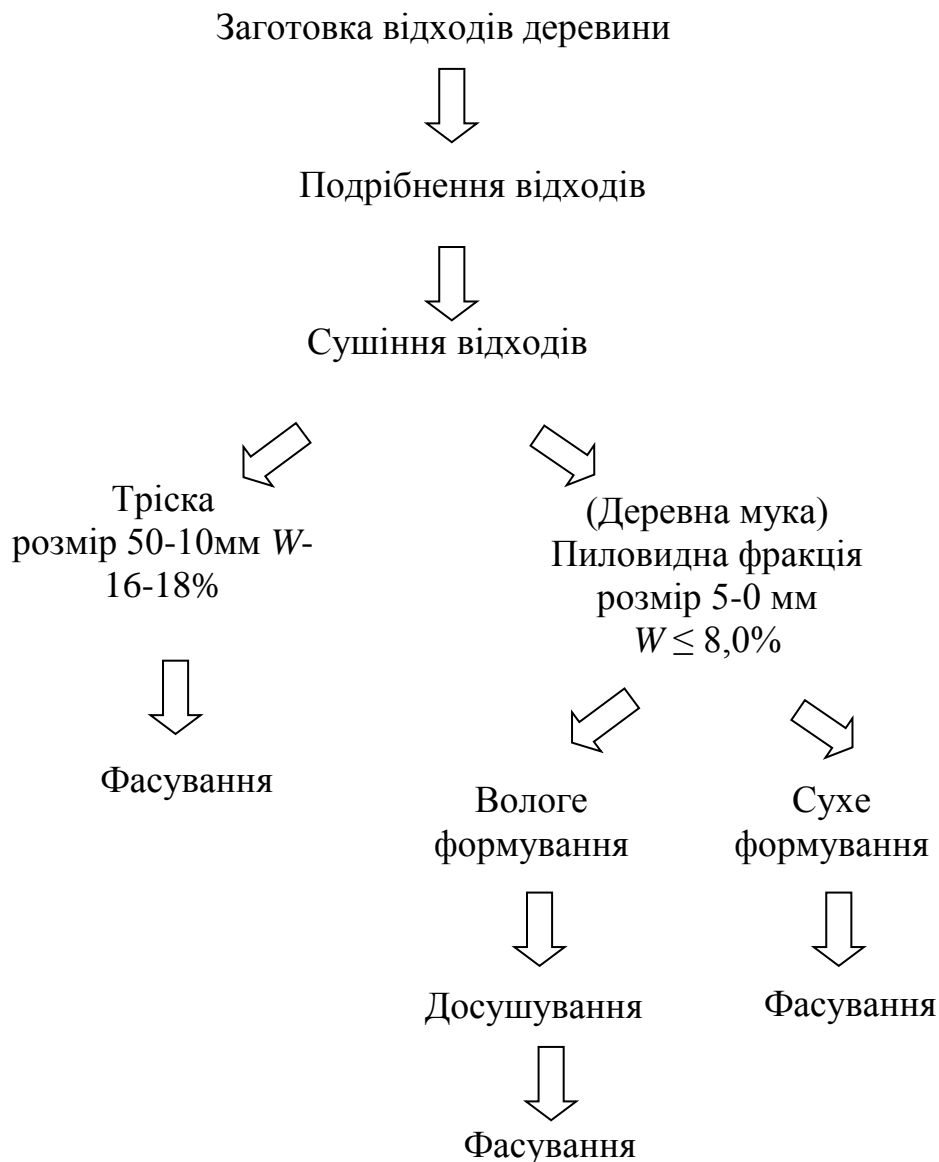 Заготовка відходів деревини
Подрібнення відходів
Сушіння відходів
Тріска
розмір 50-10мм W-
16-18%
(Деревна мука)
Пиловидна фракція
розмір 5-0 мм
W ≤ 8,0%
Фасування
Вологе
формування
Сухе
формування
Досушування
Фасування
Фасування